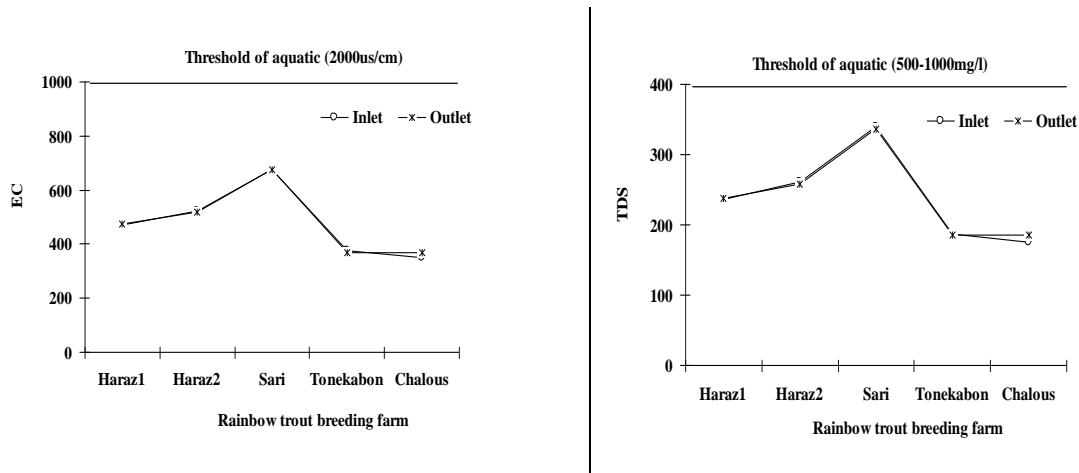 Threshold of aquatic (2000us/cm)
1000
800
600
400
200
0
EC
Inlet Outlet
Haraz1 Haraz2 Sari Tonekabon Chalous
Rainbow trout breeding farm
Threshold of aquatic (500-1000mg/l)
400
300
200
100
0
TDS
Inlet Outlet
Haraz1 Haraz2 Sari Tonekabon Chalous
Rainbow trout breeding farm